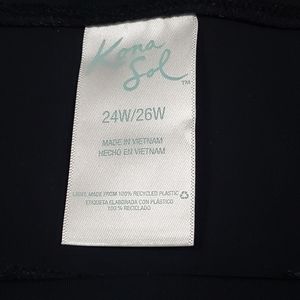 Kona
Sol™
24W/26W
MADE IN VIETNAM
HECHO EN VIETNAM
LABEL MADE FROM 100% RECYCLED PLASTIC
ETIQUETA ELABORADA CON PLÁSTICO
100 % RECICLADO